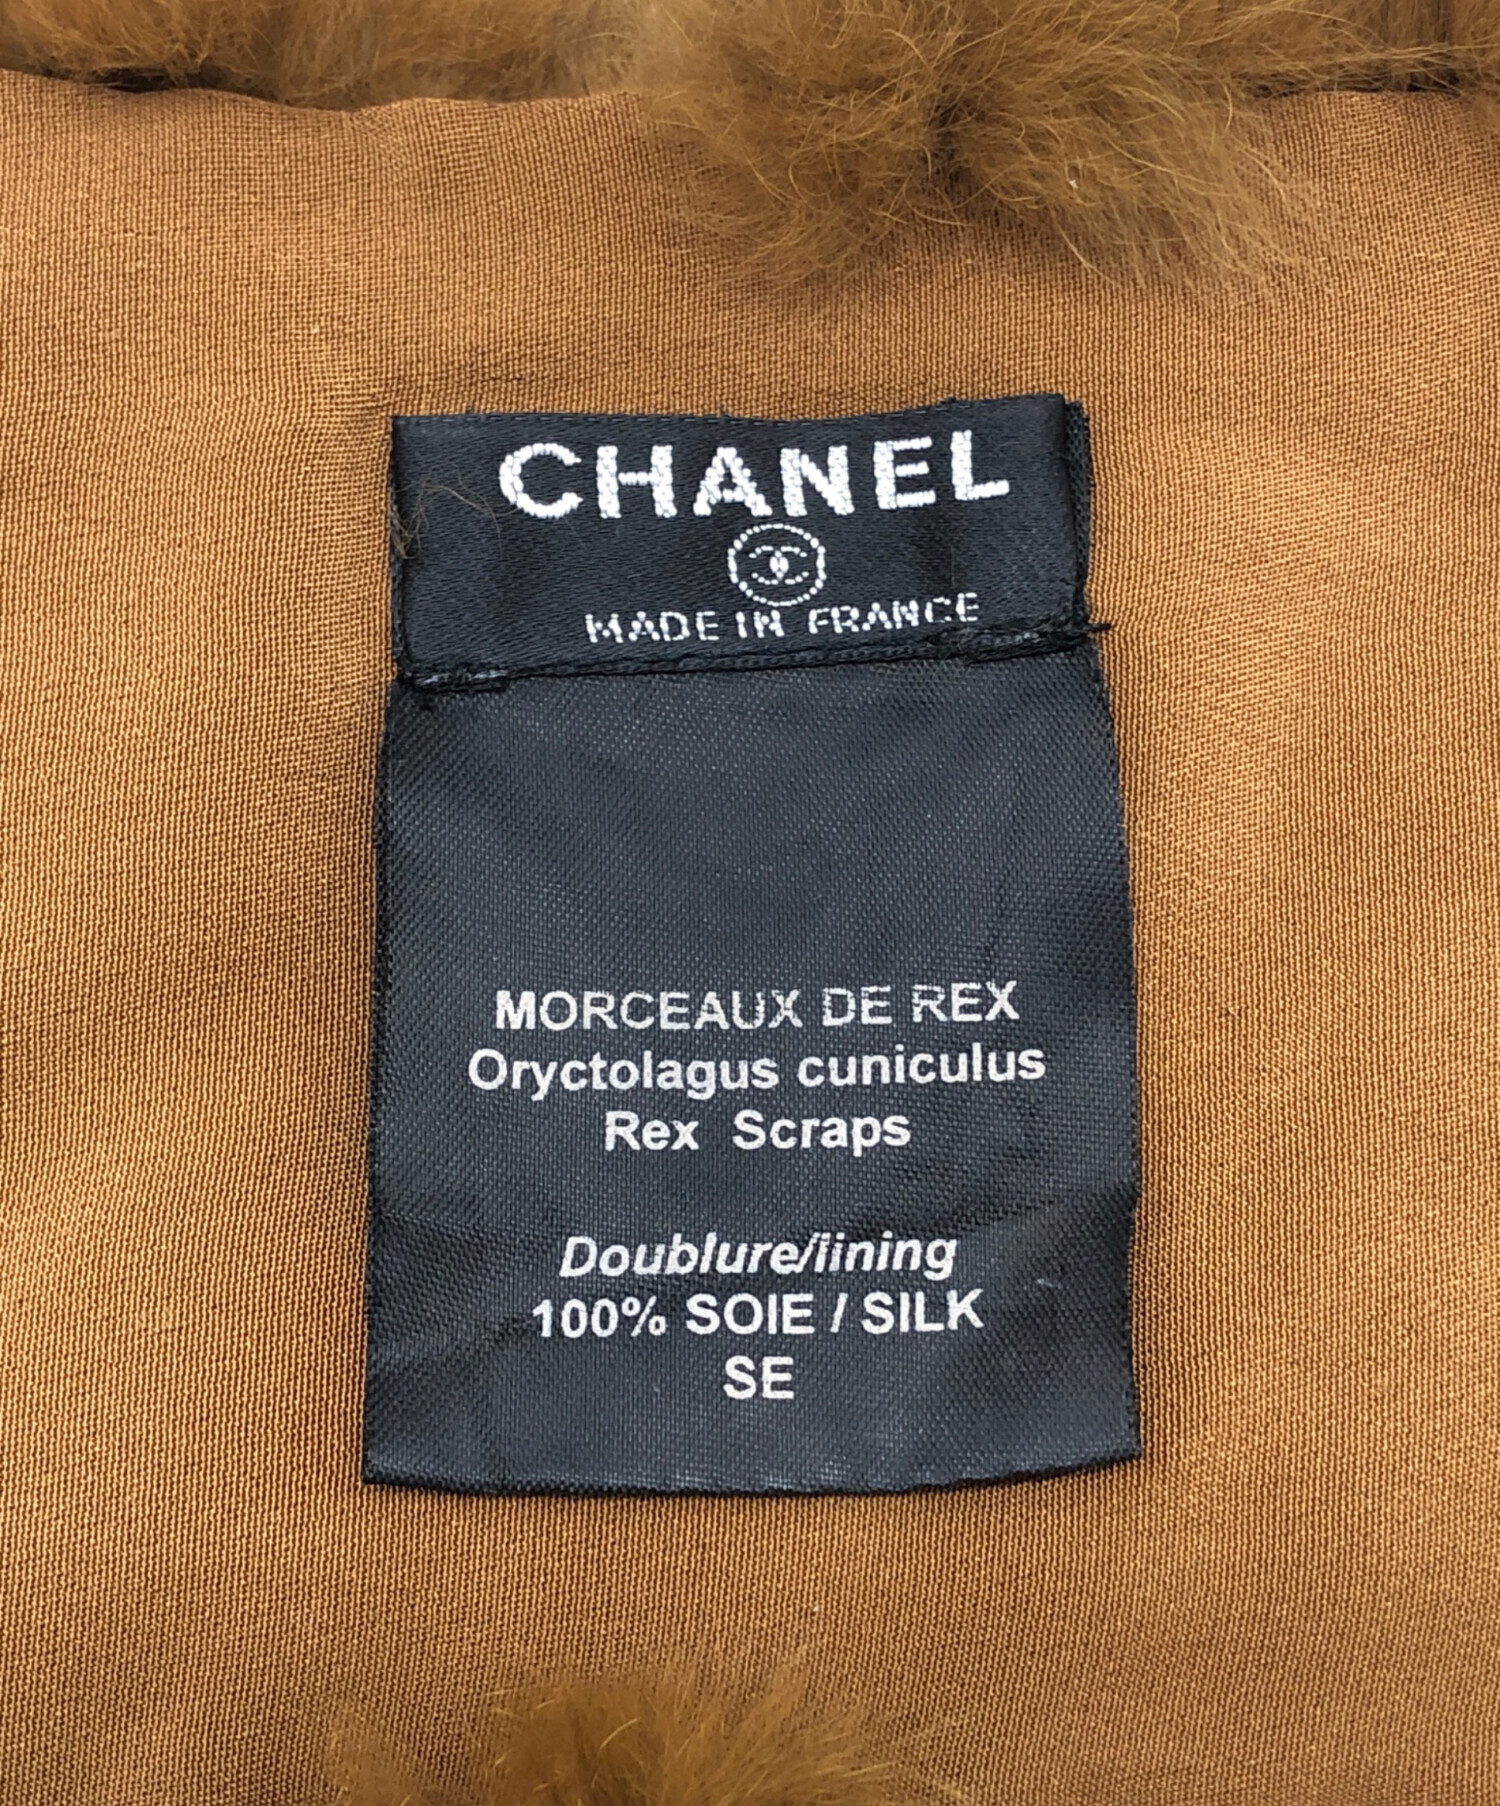 CHANEL
MADE IN FRANCE
MORCEAUX DE REX
Oryctolagus cuniculus
Rex Scraps
Doublure/lining
100% SOIE / SILK
SE